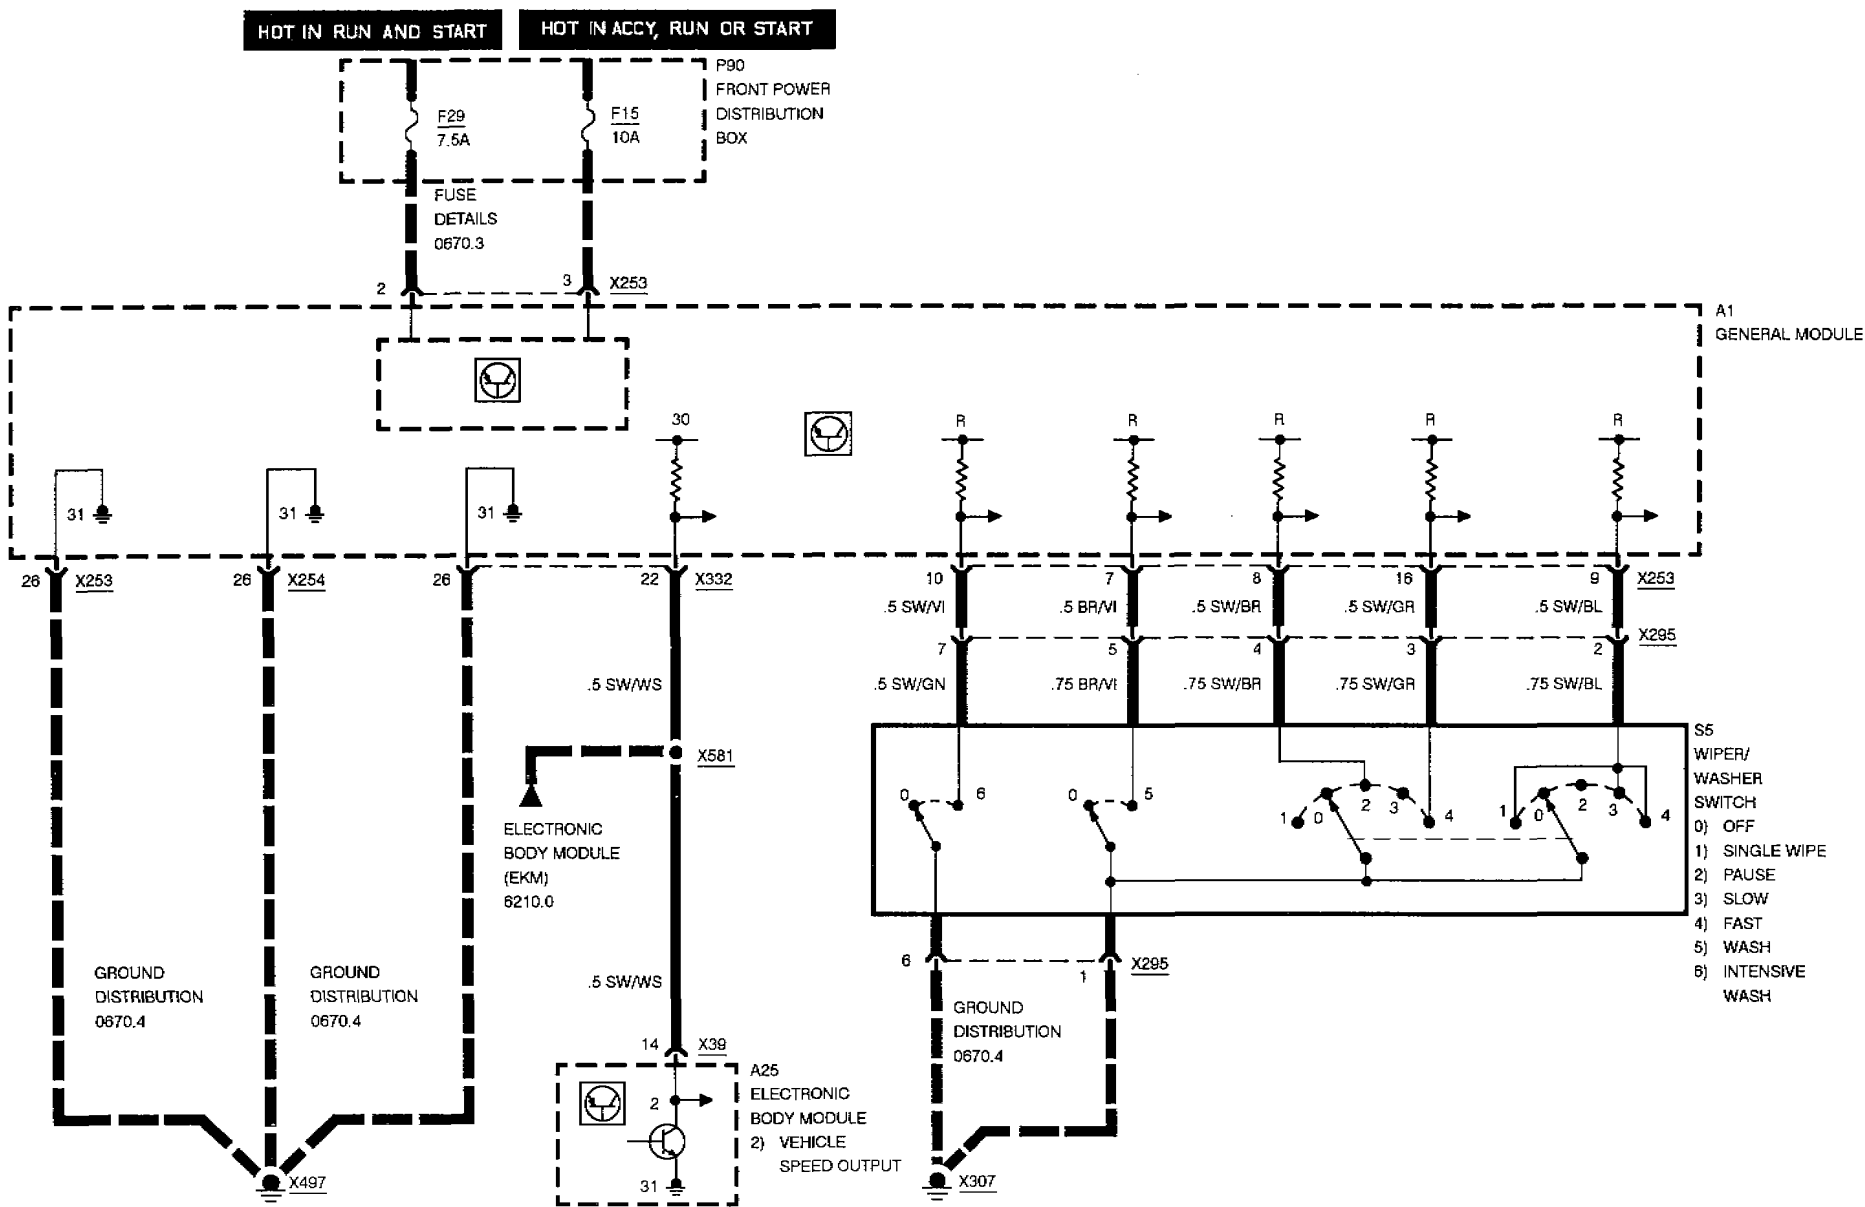 HOT IN RUN AND START
HOT IN ACCY, RUN OR START
P90
FRONT POWER
DISTRIBUTION
BOX
F29
7.5A
F15
10A
FUSE
DETAILS
0670.3
2
3
X253
A1
GENERAL MODULE
30
R
R
R
R
R
31
31
31
26
X253
26
X254
26
22
X332
10
7
8
16
9
X253
.5 SW/VI
.5 BR/VI
.5 SW/BR
.5 SW/GR
.5 SW/BL
7
5
4
3
2
X295
.5 SW/WS
.5 SW/GN
.75 BR/VI
.75 SW/BR
.75 SW/GR
.75 SW/BL
X581
ELECTRONIC
BODY MODULE
(EKM)
6210.0
0
6
0
5
1
0
2
3
4
1
0
2
3
4
S5
WIPER/
WASHER
SWITCH
0) OFF
1) SINGLE WIPE
2) PAUSE
3) SLOW
4) FAST
5) WASH
6) INTENSIVE
WASH
GROUND
DISTRIBUTION
0670.4
GROUND
DISTRIBUTION
0670.4
.5 SW/WS
6
1
X295
GROUND
DISTRIBUTION
0670.4
14
X39
A25
ELECTRONIC
BODY MODULE
2) VEHICLE
SPEED OUTPUT
2
31
X497
X307